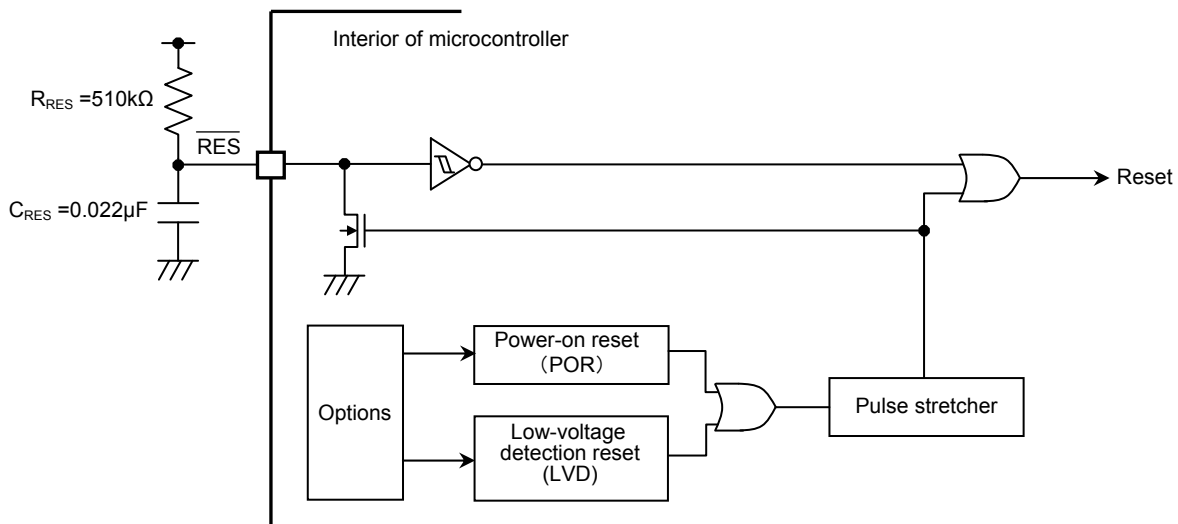 Interior of microcontroller
R_RES =510kΩ
R̅E̅S̅
C_RES =0.022μF
Reset
Options
Power-on reset
（POR）
Low-voltage
detection reset
(LVD)
Pulse stretcher